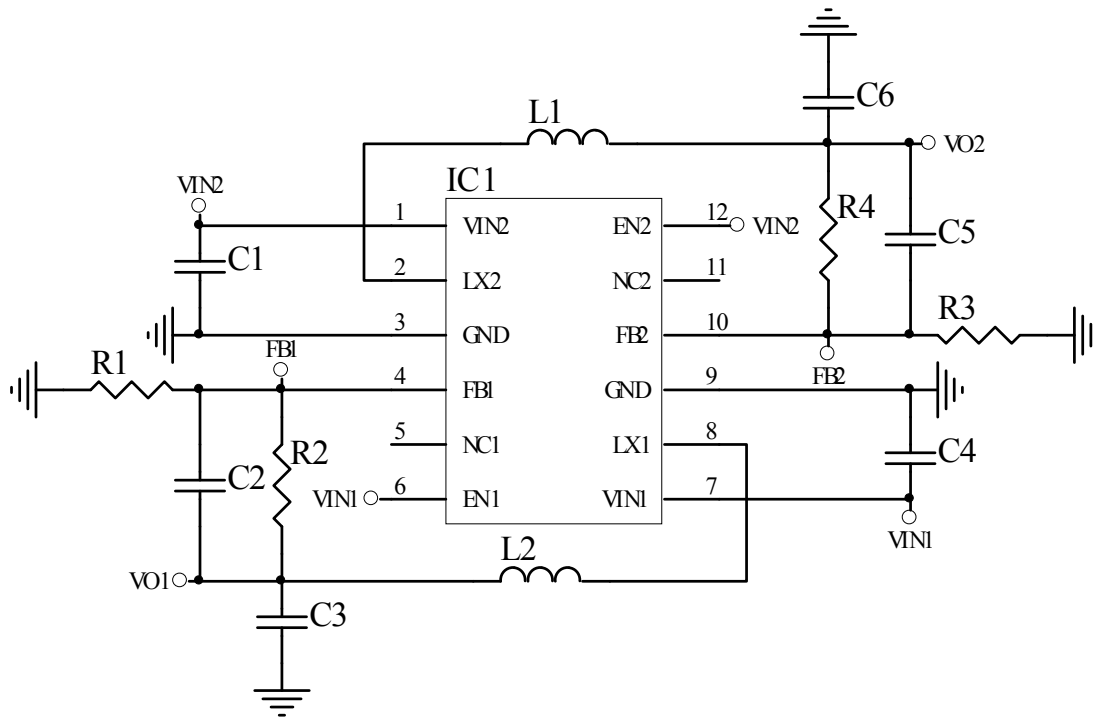 C6
L1
VO2
IC1
VIN2
R4
1
VIN2
EN2
12
VIN2
C5
C1
2
LX2
NC2
11
R3
3
GND
FB2
10
FB1
R1
FB2
4
FB1
GND
9
5
NC1
LX1
8
R2
C4
C2
VIN1
6
EN1
VIN1
7
VIN1
L2
VO1
C3